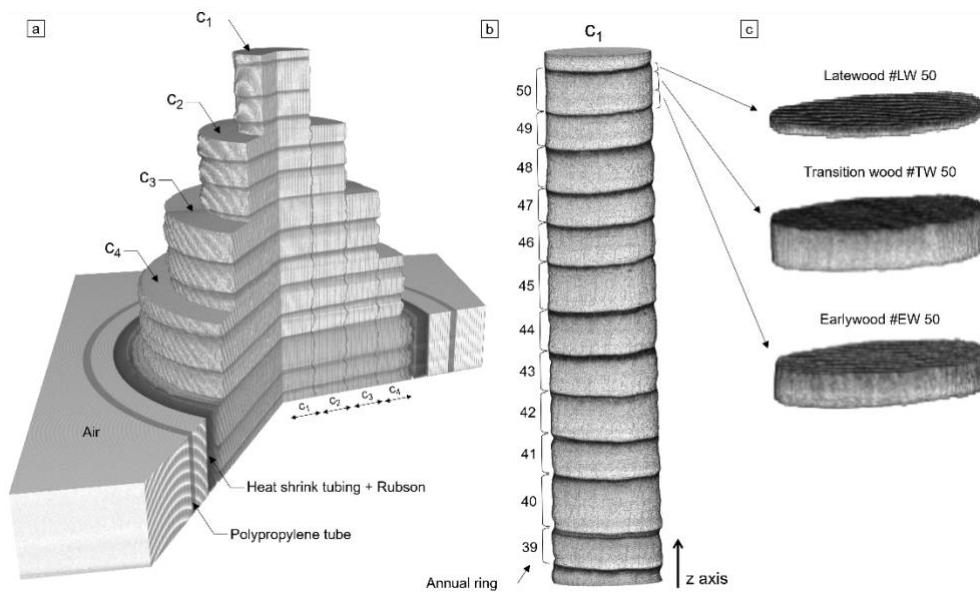 a
C1
C2
C3
C4
C1 C2 C3 C4
Air
Heat shrink tubing + Rubson
Polypropylene tube
b
C1
50
49
48
47
46
45
44
43
42
41
40
39
Annual ring
z axis
c
Latewood #LW 50
Transition wood #TW 50
Earlywood #EW 50